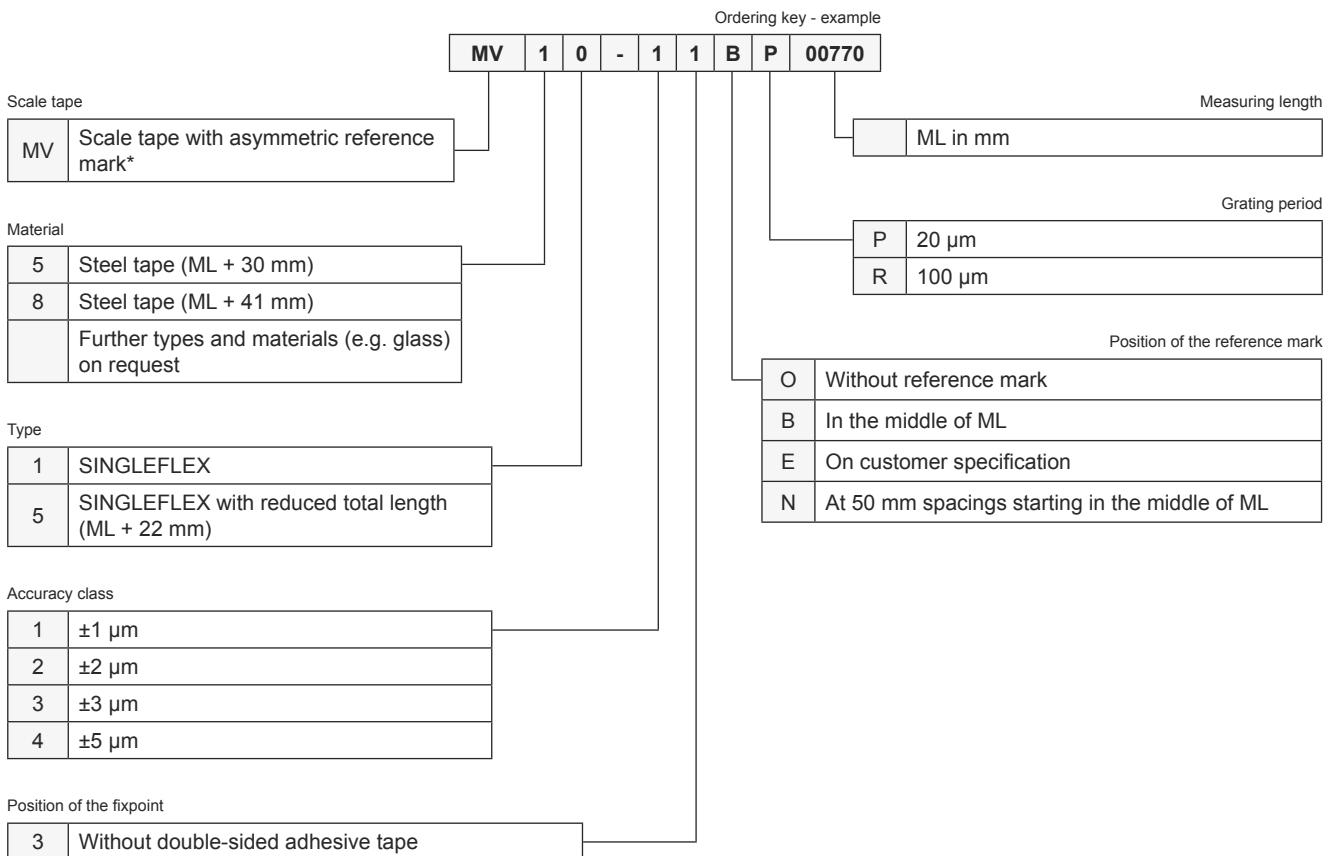 Ordering key - example
MV 1 0 - 1 1 B P 00770
Scale tape
MV Scale tape with asymmetric reference
mark*
Material
5 Steel tape (ML + 30 mm)
8 Steel tape (ML + 41 mm)
Further types and materials (e.g. glass)
on request
Type
1 SINGLEFLEX
5 SINGLEFLEX with reduced total length
(ML + 22 mm)
Accuracy class
1 ±1 µm
2 ±2 µm
3 ±3 µm
4 ±5 µm
Position of the fixpoint
3 Without double-sided adhesive tape
Measuring length
ML in mm
Grating period
P 20 µm
R 100 µm
Position of the reference mark
O Without reference mark
B In the middle of ML
E On customer specification
N At 50 mm spacings starting in the middle of ML